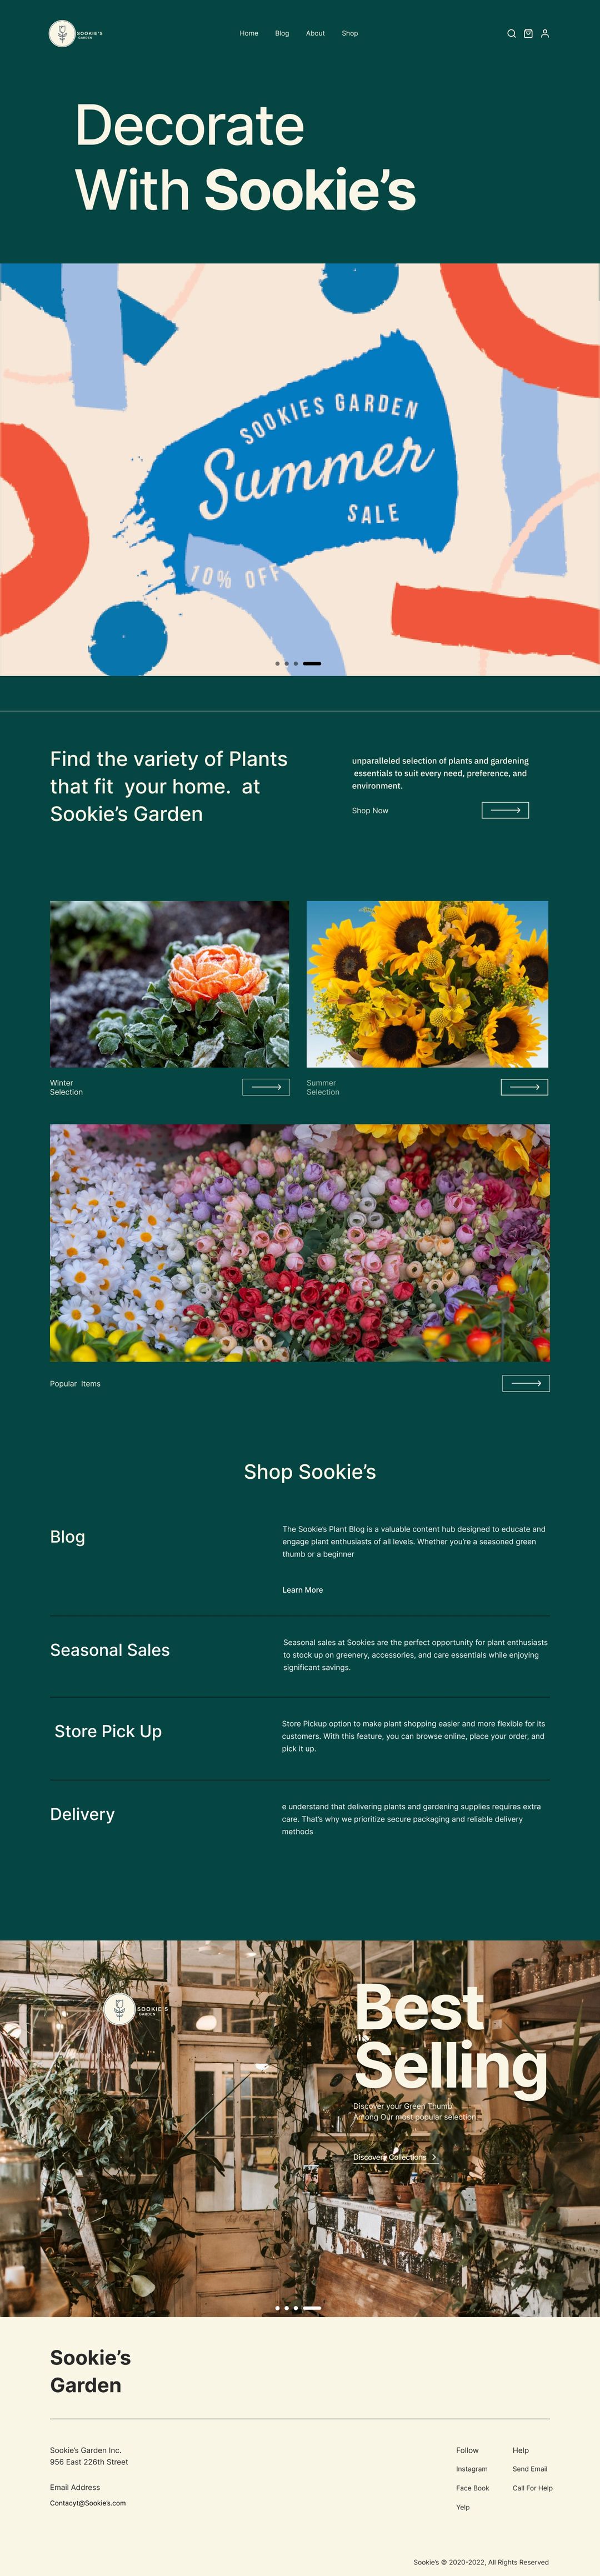 SOOKIE'S
GARDEN
Home
Blog
About
Shop
Decorate
With Sookie's
SOOKIES GARDEN
Summer
SALE
10% OFF
Find the variety of Plants
that fit  your home.  at
Sookie's Garden
unparalleled selection of plants and gardening
essentials to suit every need, preference, and
environment.
Shop Now
Winter
Selection
Summer
Selection
Popular  Items
Shop Sookie's
Blog
The Sookie's Plant Blog is a valuable content hub designed to educate and
engage plant enthusiasts of all levels. Whether you're a seasoned green
thumb or a beginner
Learn More
Seasonal Sales
Seasonal sales at Sookies are the perfect opportunity for plant enthusiasts
to stock up on greenery, accessories, and care essentials while enjoying
significant savings.
Store Pick Up
Store Pickup option to make plant shopping easier and more flexible for its
customers. With this feature, you can browse online, place your order, and
pick it up.
Delivery
e understand that delivering plants and gardening supplies requires extra
care. That's why we prioritize secure packaging and reliable delivery
methods
SOOKIE'S
GARDEN
Best
Selling
Discover your Green Thumb
Among Our most popular selection
Discovery Collections
Sookie's
Garden
Sookie's Garden Inc.
956 East 226th Street
Email Address
Contacyt@Sookie's.com
Follow
Instagram
Face Book
Yelp
Help
Send Email
Call For Help
Sookie's © 2020-2022, All Rights Reserved